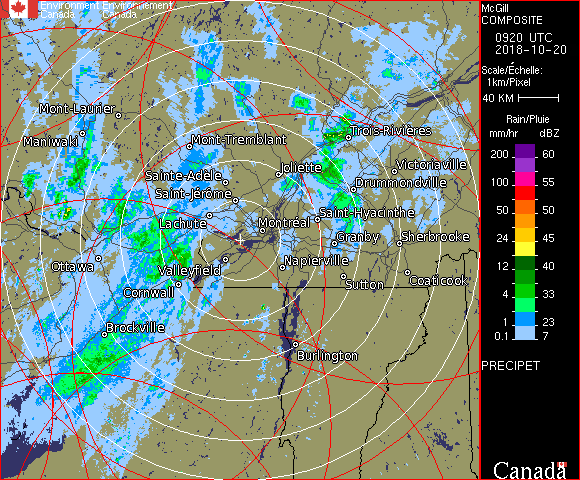 Environment Environnement
Canada Canada
Mont-Laurier
Maniwaki
Mont-Tremblant
Trois-Rivières
Sainte-Adèle
Joliette
Victoriaville
Saint-Jérôme
Drummondville
Lachute
Montréal
Saint-Hyacinthe
Granby
Sherbrooke
Ottawa
Valleyfield
Napierville
Cornwall
Sutton
Coaticook
Brockville
Burlington
McGill
COMPOSITE
0920 UTC
2018-10-20
Scale/Échelle:
1km/Pixel
40 KM
Rain/Pluie
mm/hr dBZ
200 60
100 55
50 50
24 45
12 40
4 33
1 23
0.1 7
PRECIPET
Canada